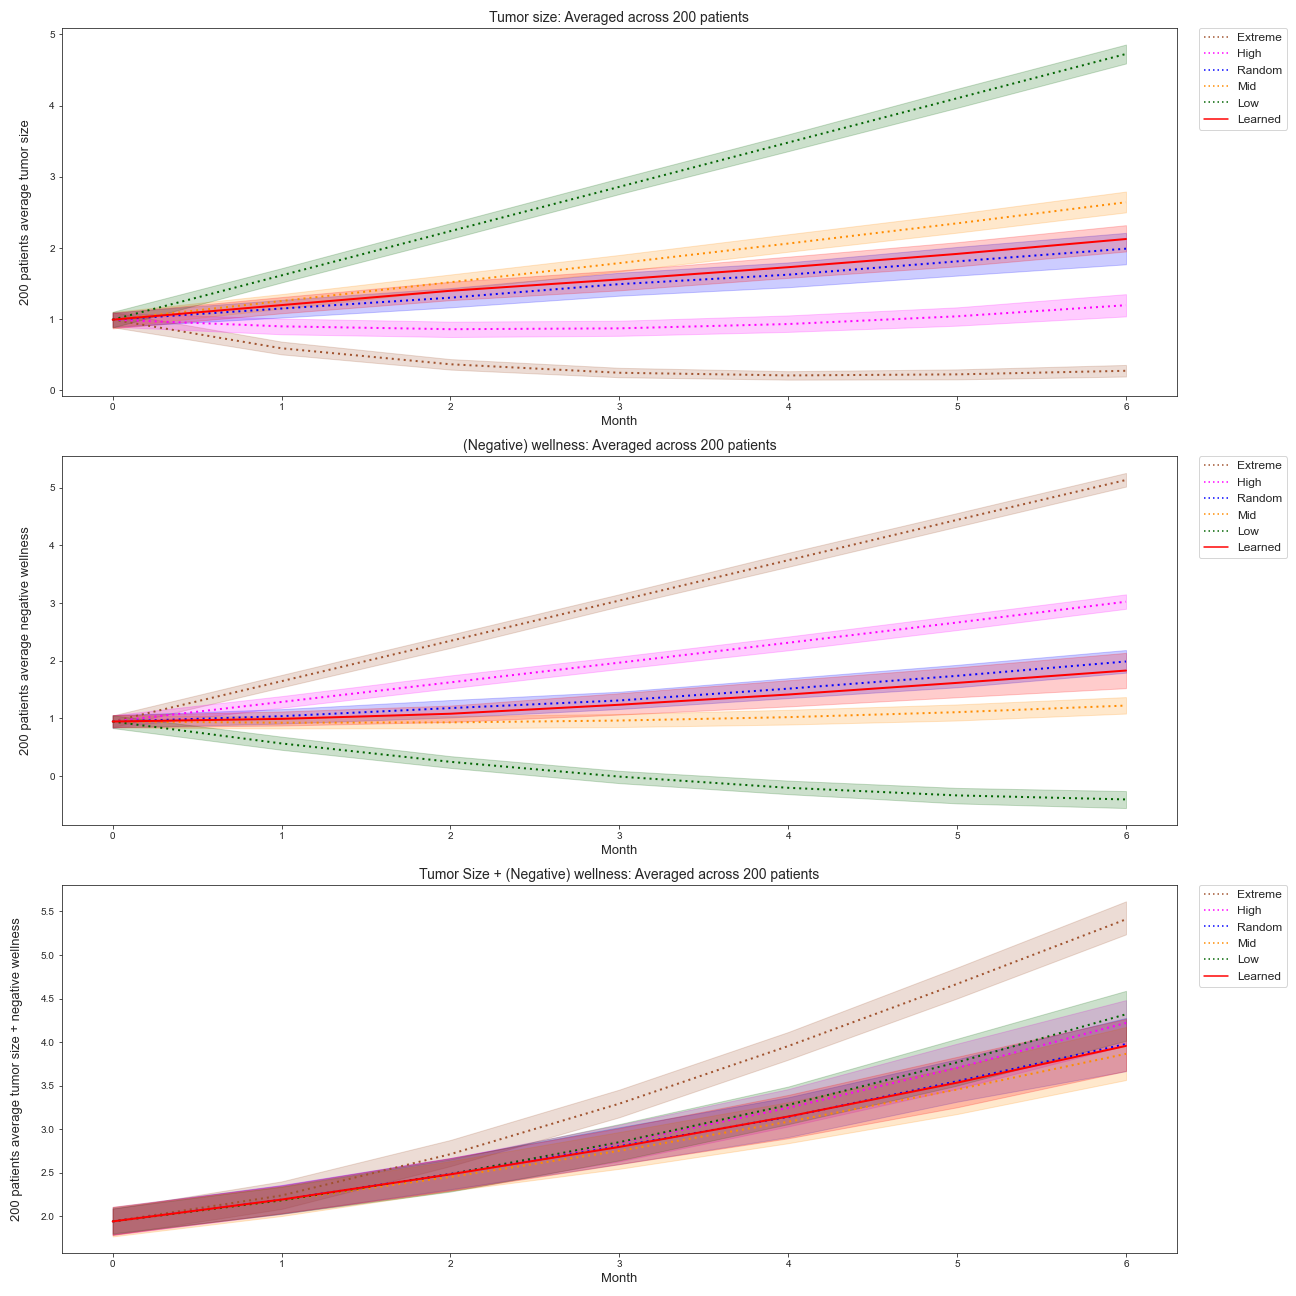 Tumor size: Averaged across 200 patients
200 patients average tumor size
5
4
3
2
1
0
0 1 2 3 4 5 6
Month
Extreme
High
Random
Mid
Low
Learned
(Negative) wellness: Averaged across 200 patients
200 patients average negative wellness
5
4
3
2
1
0
0 1 2 3 4 5 6
Month
Extreme
High
Random
Mid
Low
Learned
Tumor Size + (Negative) wellness: Averaged across 200 patients
200 patients average tumor size + negative wellness
5.5
5.0
4.5
4.0
3.5
3.0
2.5
2.0
0 1 2 3 4 5 6
Month
Extreme
High
Random
Mid
Low
Learned